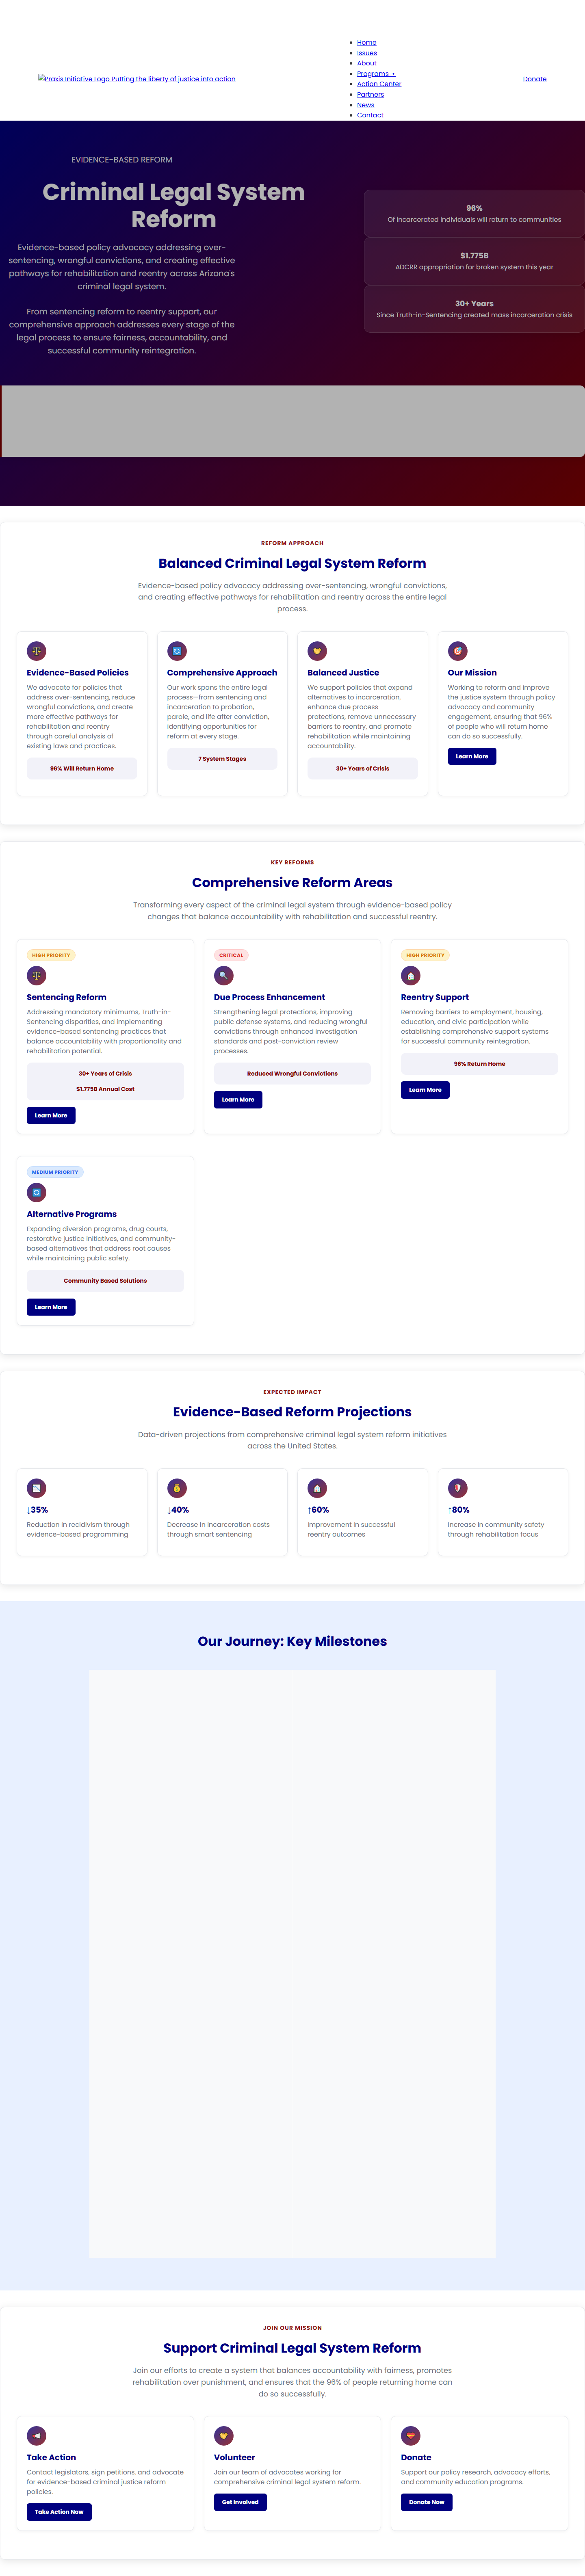 Home
Issues
About
Programs ▼
Action Center
Partners
News
Contact
Praxis Initiative Logo Putting the liberty of justice into action
Donate
EVIDENCE-BASED REFORM
Criminal Legal System
Reform
Evidence-based policy advocacy addressing over-
sentencing, wrongful convictions, and creating effective
pathways for rehabilitation and reentry across Arizona's
criminal legal system.
From sentencing reform to reentry support, our
comprehensive approach addresses every stage of the
legal process to ensure fairness, accountability, and
successful community reintegration.
96%
Of incarcerated individuals will return to communities
$1.775B
ADCRR appropriation for broken system this year
30+ Years
Since Truth-in-Sentencing created mass incarceration crisis
REFORM APPROACH
Balanced Criminal Legal System Reform
Evidence-based policy advocacy addressing over-sentencing, wrongful convictions,
and creating effective pathways for rehabilitation and reentry across the entire legal
process.
Evidence-Based Policies
We advocate for policies that
address over-sentencing, reduce
wrongful convictions, and create
more effective pathways for
rehabilitation and reentry
through careful analysis of
existing laws and practices.
96% Will Return Home
Comprehensive Approach
Our work spans the entire legal
process—from sentencing and
incarceration to probation,
parole, and life after conviction,
identifying opportunities for
reform at every stage.
7 System Stages
Balanced Justice
We support policies that expand
alternatives to incarceration,
enhance due process
protections, remove unnecessary
barriers to reentry, and promote
rehabilitation while maintaining
accountability.
30+ Years of Crisis
Our Mission
Working to reform and improve
the justice system through policy
advocacy and community
engagement, ensuring that 96%
of people who will return home
can do so successfully.
Learn More
KEY REFORMS
Comprehensive Reform Areas
Transforming every aspect of the criminal legal system through evidence-based policy
changes that balance accountability with rehabilitation and successful reentry.
HIGH PRIORITY
Sentencing Reform
Addressing mandatory minimums, Truth-in-
Sentencing disparities, and implementing
evidence-based sentencing practices that
balance accountability with proportionality and
rehabilitation potential.
30+ Years of Crisis
$1.775B Annual Cost
Learn More
CRITICAL
Due Process Enhancement
Strengthening legal protections, improving
public defense systems, and reducing wrongful
convictions through enhanced investigation
standards and post-conviction review
processes.
Reduced Wrongful Convictions
Learn More
HIGH PRIORITY
Reentry Support
Removing barriers to employment, housing,
education, and civic participation while
establishing comprehensive support systems
for successful community reintegration.
96% Return Home
Learn More
MEDIUM PRIORITY
Alternative Programs
Expanding diversion programs, drug courts,
restorative justice initiatives, and community-
based alternatives that address root causes
while maintaining public safety.
Community Based Solutions
Learn More
EXPECTED IMPACT
Evidence-Based Reform Projections
Data-driven projections from comprehensive criminal legal system reform initiatives
across the United States.
↓35%
Reduction in recidivism through
evidence-based programming
↓40%
Decrease in incarceration costs
through smart sentencing
↑60%
Improvement in successful
reentry outcomes
↑80%
Increase in community safety
through rehabilitation focus
Our Journey: Key Milestones
JOIN OUR MISSION
Support Criminal Legal System Reform
Join our efforts to create a system that balances accountability with fairness, promotes
rehabilitation over punishment, and ensures that the 96% of people returning home can
do so successfully.
Take Action
Contact legislators, sign petitions, and advocate
for evidence-based criminal justice reform
policies.
Take Action Now
Volunteer
Join our team of advocates working for
comprehensive criminal legal system reform.
Get Involved
Donate
Support our policy research, advocacy efforts,
and community education programs.
Donate Now